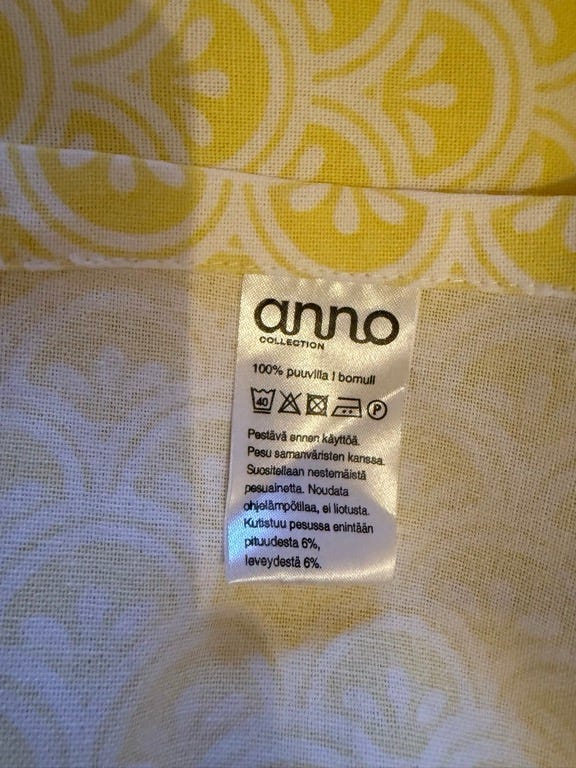 anno
COLLECTION
100% puuvilla I bomull
40 P
Pestävä ennen käyttöä.
Pesu samanväristen kanssa.
Suositellaan nestemäistä
pesuainetta. Noudata
ohjelämpötilaa, ei liotusta.
Kutistuu pesussa enintään
pituudesta 6%,
leveydestä 6%.